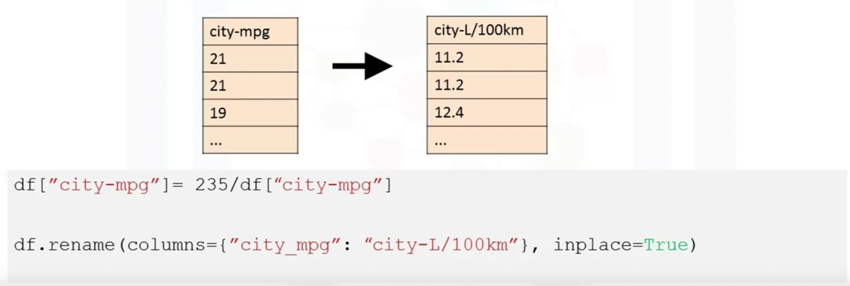 city-mpg
21
21
19
...
city-L/100km
11.2
11.2
12.4
...
df[”city-mpg”]= 235/df[“city-mpg”]
df.rename(columns={”city_mpg”: “city-L/100km”}, inplace=True)